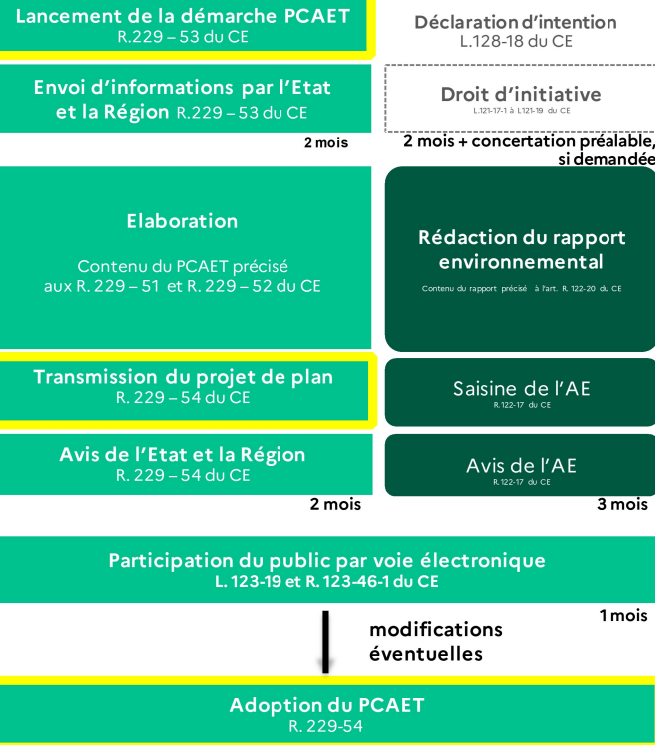 Lancement de la démarche PCAET
R.229 – 53 du CE
Déclaration d'intention
L.128-18 du CE
Envoi d'informations par l'Etat
et la Région R.229 – 53 du CE
Droit d'initiative
L.121-17-1 à L121-19 du CE
2 mois
2 mois + concertation préalable,
si demandée
Elaboration
Contenu du PCAET précisé
aux R. 229 – 51 et R. 229 – 52 du CE
Rédaction du rapport
environnemental
Contenu du rapport précisé à l'art. R. 122-20 du CE
Transmission du projet de plan
R. 229 – 54 du CE
Saisine de l'AE
R.122-17 du CE
Avis de l'Etat et la Région
R. 229 – 54 du CE
Avis de l'AE
R.122-17 du CE
2 mois
3 mois
Participation du public par voie électronique
L. 123-19 et R. 123-46-1 du CE
1 mois
modifications
éventuelles
Adoption du PCAET
R. 229-54